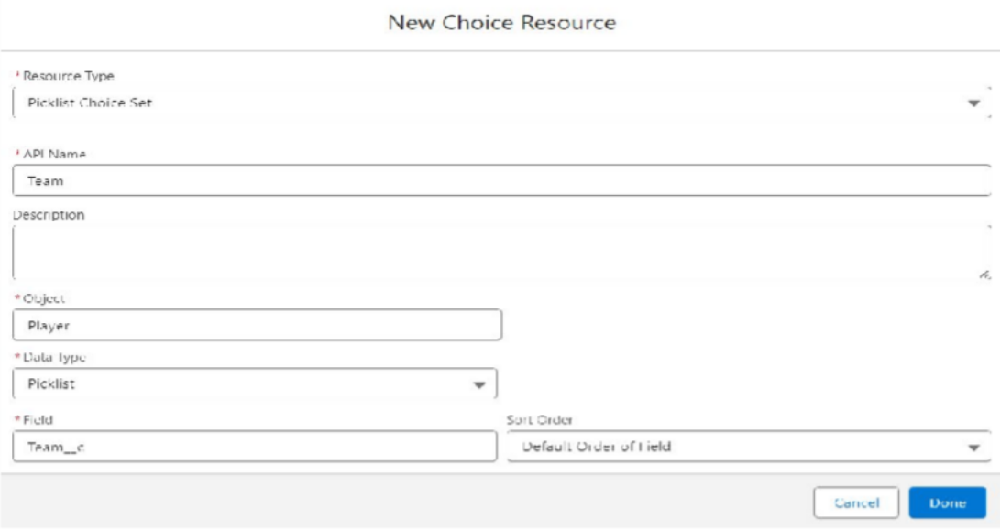 New Choice Resource
* Resource Type
Picklist Choice Set
* API Name
Team
Description
* Object
Player
* Data Type
Picklist
* Field
Sort Order
Team__c
Default Order of Field
Cancel
Done